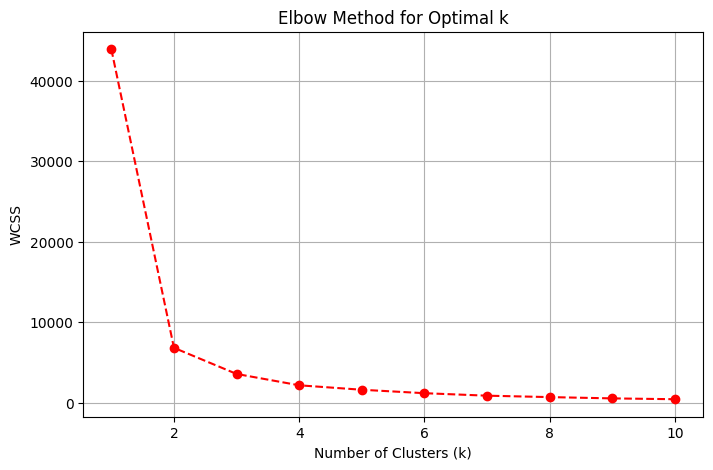 Elbow Method for Optimal k
40000
30000
20000
10000
0
WCSS
2 4 6 8 10
Number of Clusters (k)